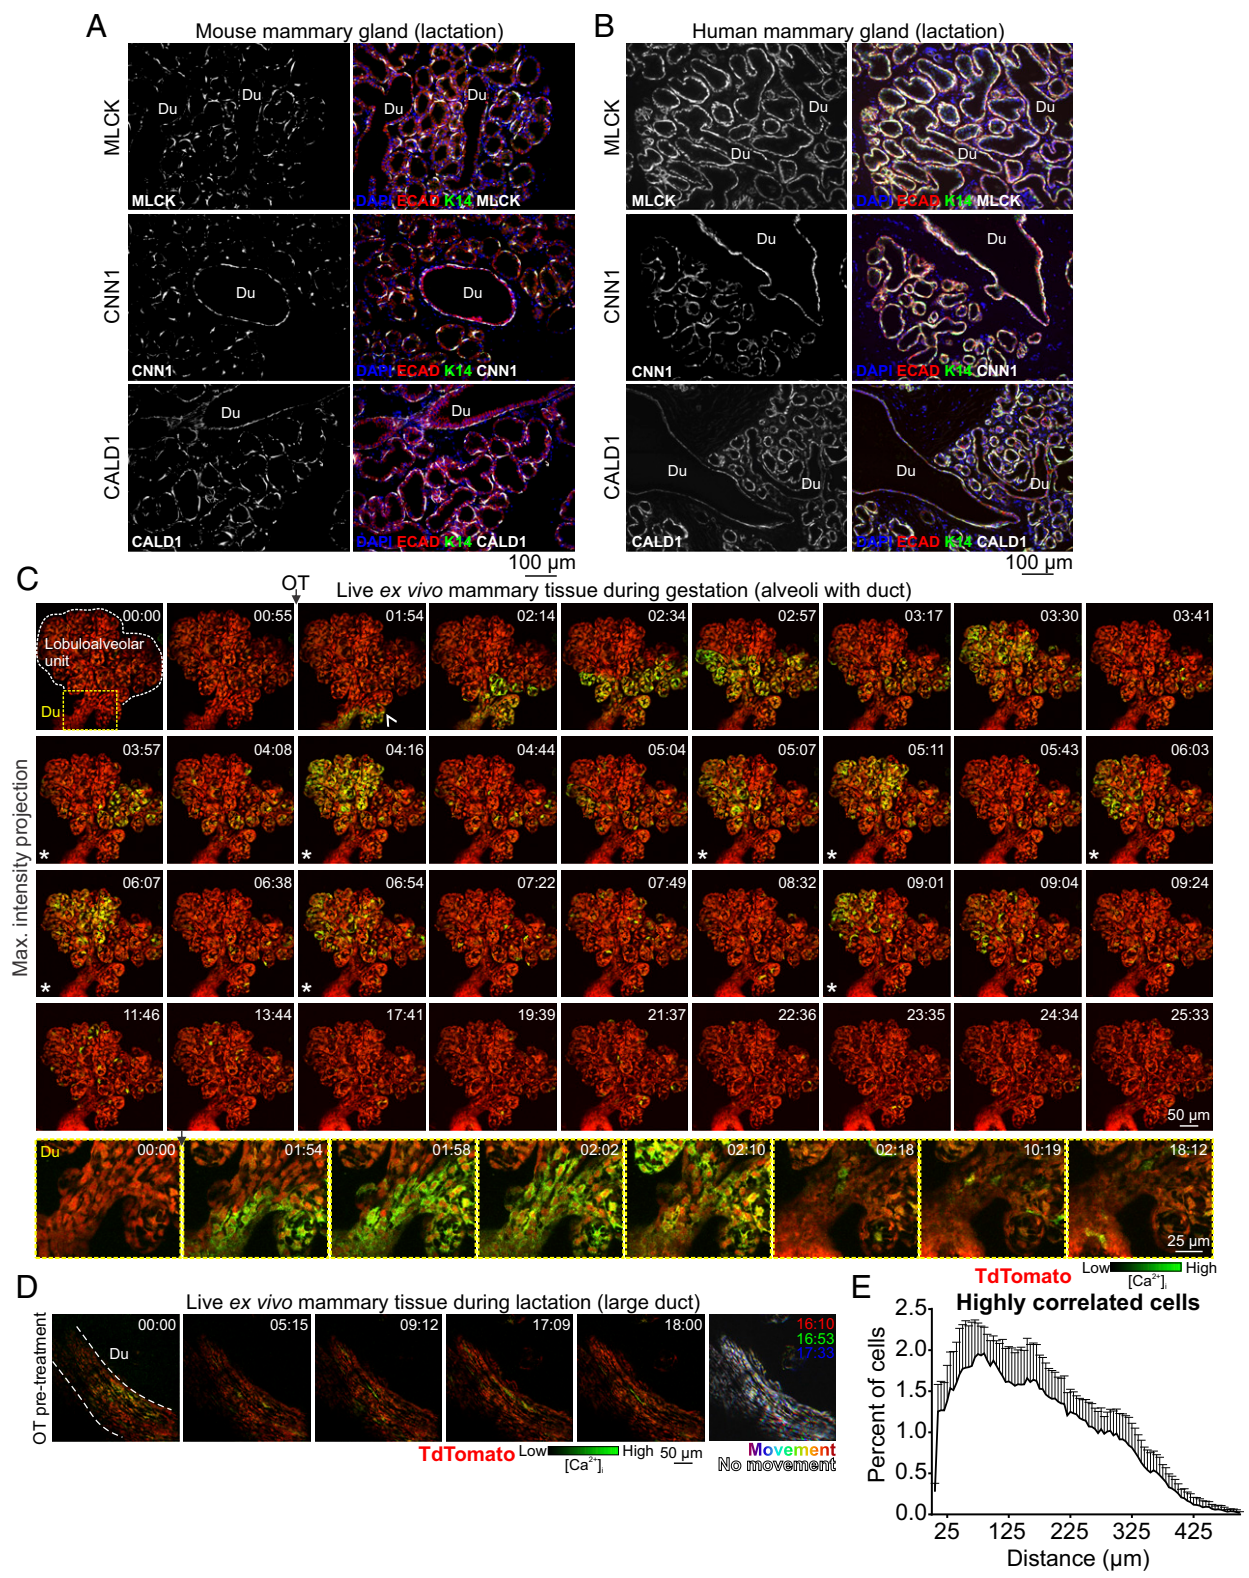 A
Mouse mammary gland (lactation)
MLCK
Du
Du
MLCK
Du
Du
DAPI ECAD K14 MLCK
CNN1
Du
CNN1
Du
DAPI ECAD K14 CNN1
CALD1
Du
CALD1
Du
DAPI ECAD K14 CALD1
100 µm
B
Human mammary gland (lactation)
MLCK
Du
Du
MLCK
Du
Du
DAPI ECAD K14 MLCK
CNN1
Du
CNN1
Du
DAPI ECAD K14 CNN1
CALD1
Du
Du
CALD1
Du
Du
DAPI ECAD K14 CALD1
100 µm
C
OT
Live ex vivo mammary tissue during gestation (alveoli with duct)
Max. intensity projection
00:00 00:55 01:54 02:14 02:34 02:57 03:17 03:30 03:41
Lobuloalveolar
unit
Du
03:57 04:08 04:16 04:44 05:04 05:07 05:11 05:43 06:03
* * * * *
06:07 06:38 06:54 07:22 07:49 08:32 09:01 09:04 09:24
* * *
11:46 13:44 17:41 19:39 21:37 22:36 23:35 24:34 25:33
50 µm
Du 00:00 01:54 01:58 02:02 02:10 02:18 10:19 18:12
25 µm
TdTomato Low High
[Ca²⁺]i
D
Live ex vivo mammary tissue during lactation (large duct)
OT pre-treatment
00:00 05:15 09:12 17:09 18:00 16:10
16:53
17:33
Du
TdTomato Low High 50 µm
[Ca²⁺]i
Movement
No movement
E
Highly correlated cells
Percent of cells
2.5
2.0
1.5
1.0
0.5
0.0
25 125 225 325 425
Distance (µm)